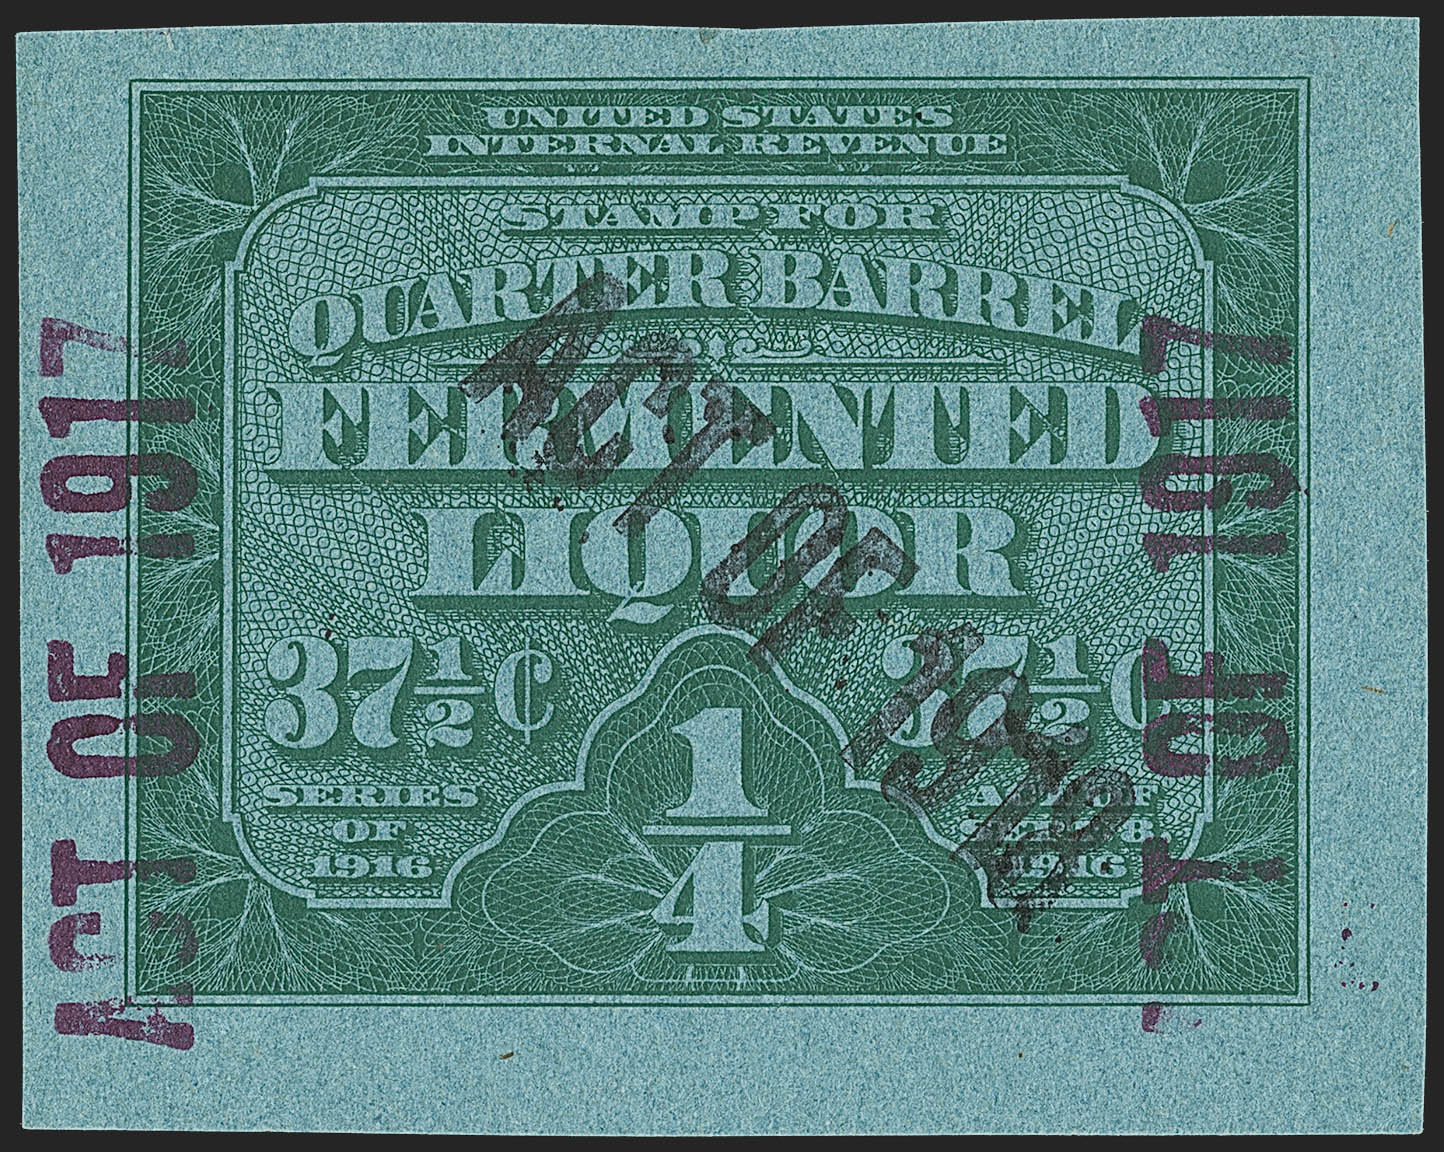 UNITED STATES
INTERNAL REVENUE
STAMP FOR
QUARTER BARREL
FERMENTED
LIQUOR
37½¢ 37½¢
SERIES
OF
1916
1/4
ACT OF
SEPT. 8,
1916
ACT OF 1917
ACT OF 1918
CT OF 1917